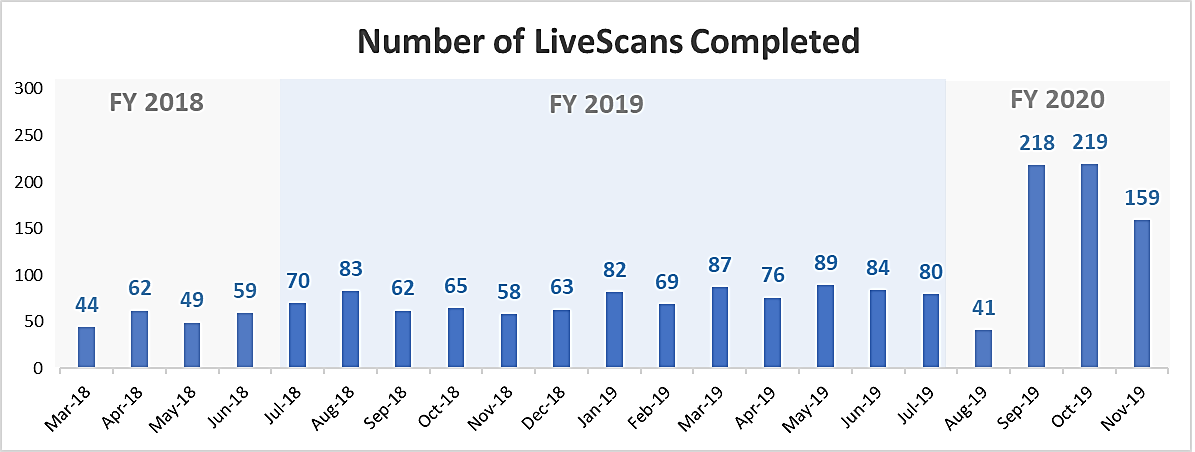 Number of LiveScans Completed
FY 2018 FY 2019 FY 2020
300
250
200
150
100
50
0
44 62 49 59 70 83 62 65 58 63 82 69 87 76 89 84 80 41 218 219 159
Mar-18 Apr-18 May-18 Jun-18 Jul-18 Aug-18 Sep-18 Oct-18 Nov-18 Dec-18 Jan-19 Feb-19 Mar-19 Apr-19 May-19 Jun-19 Jul-19 Aug-19 Sep-19 Oct-19 Nov-19